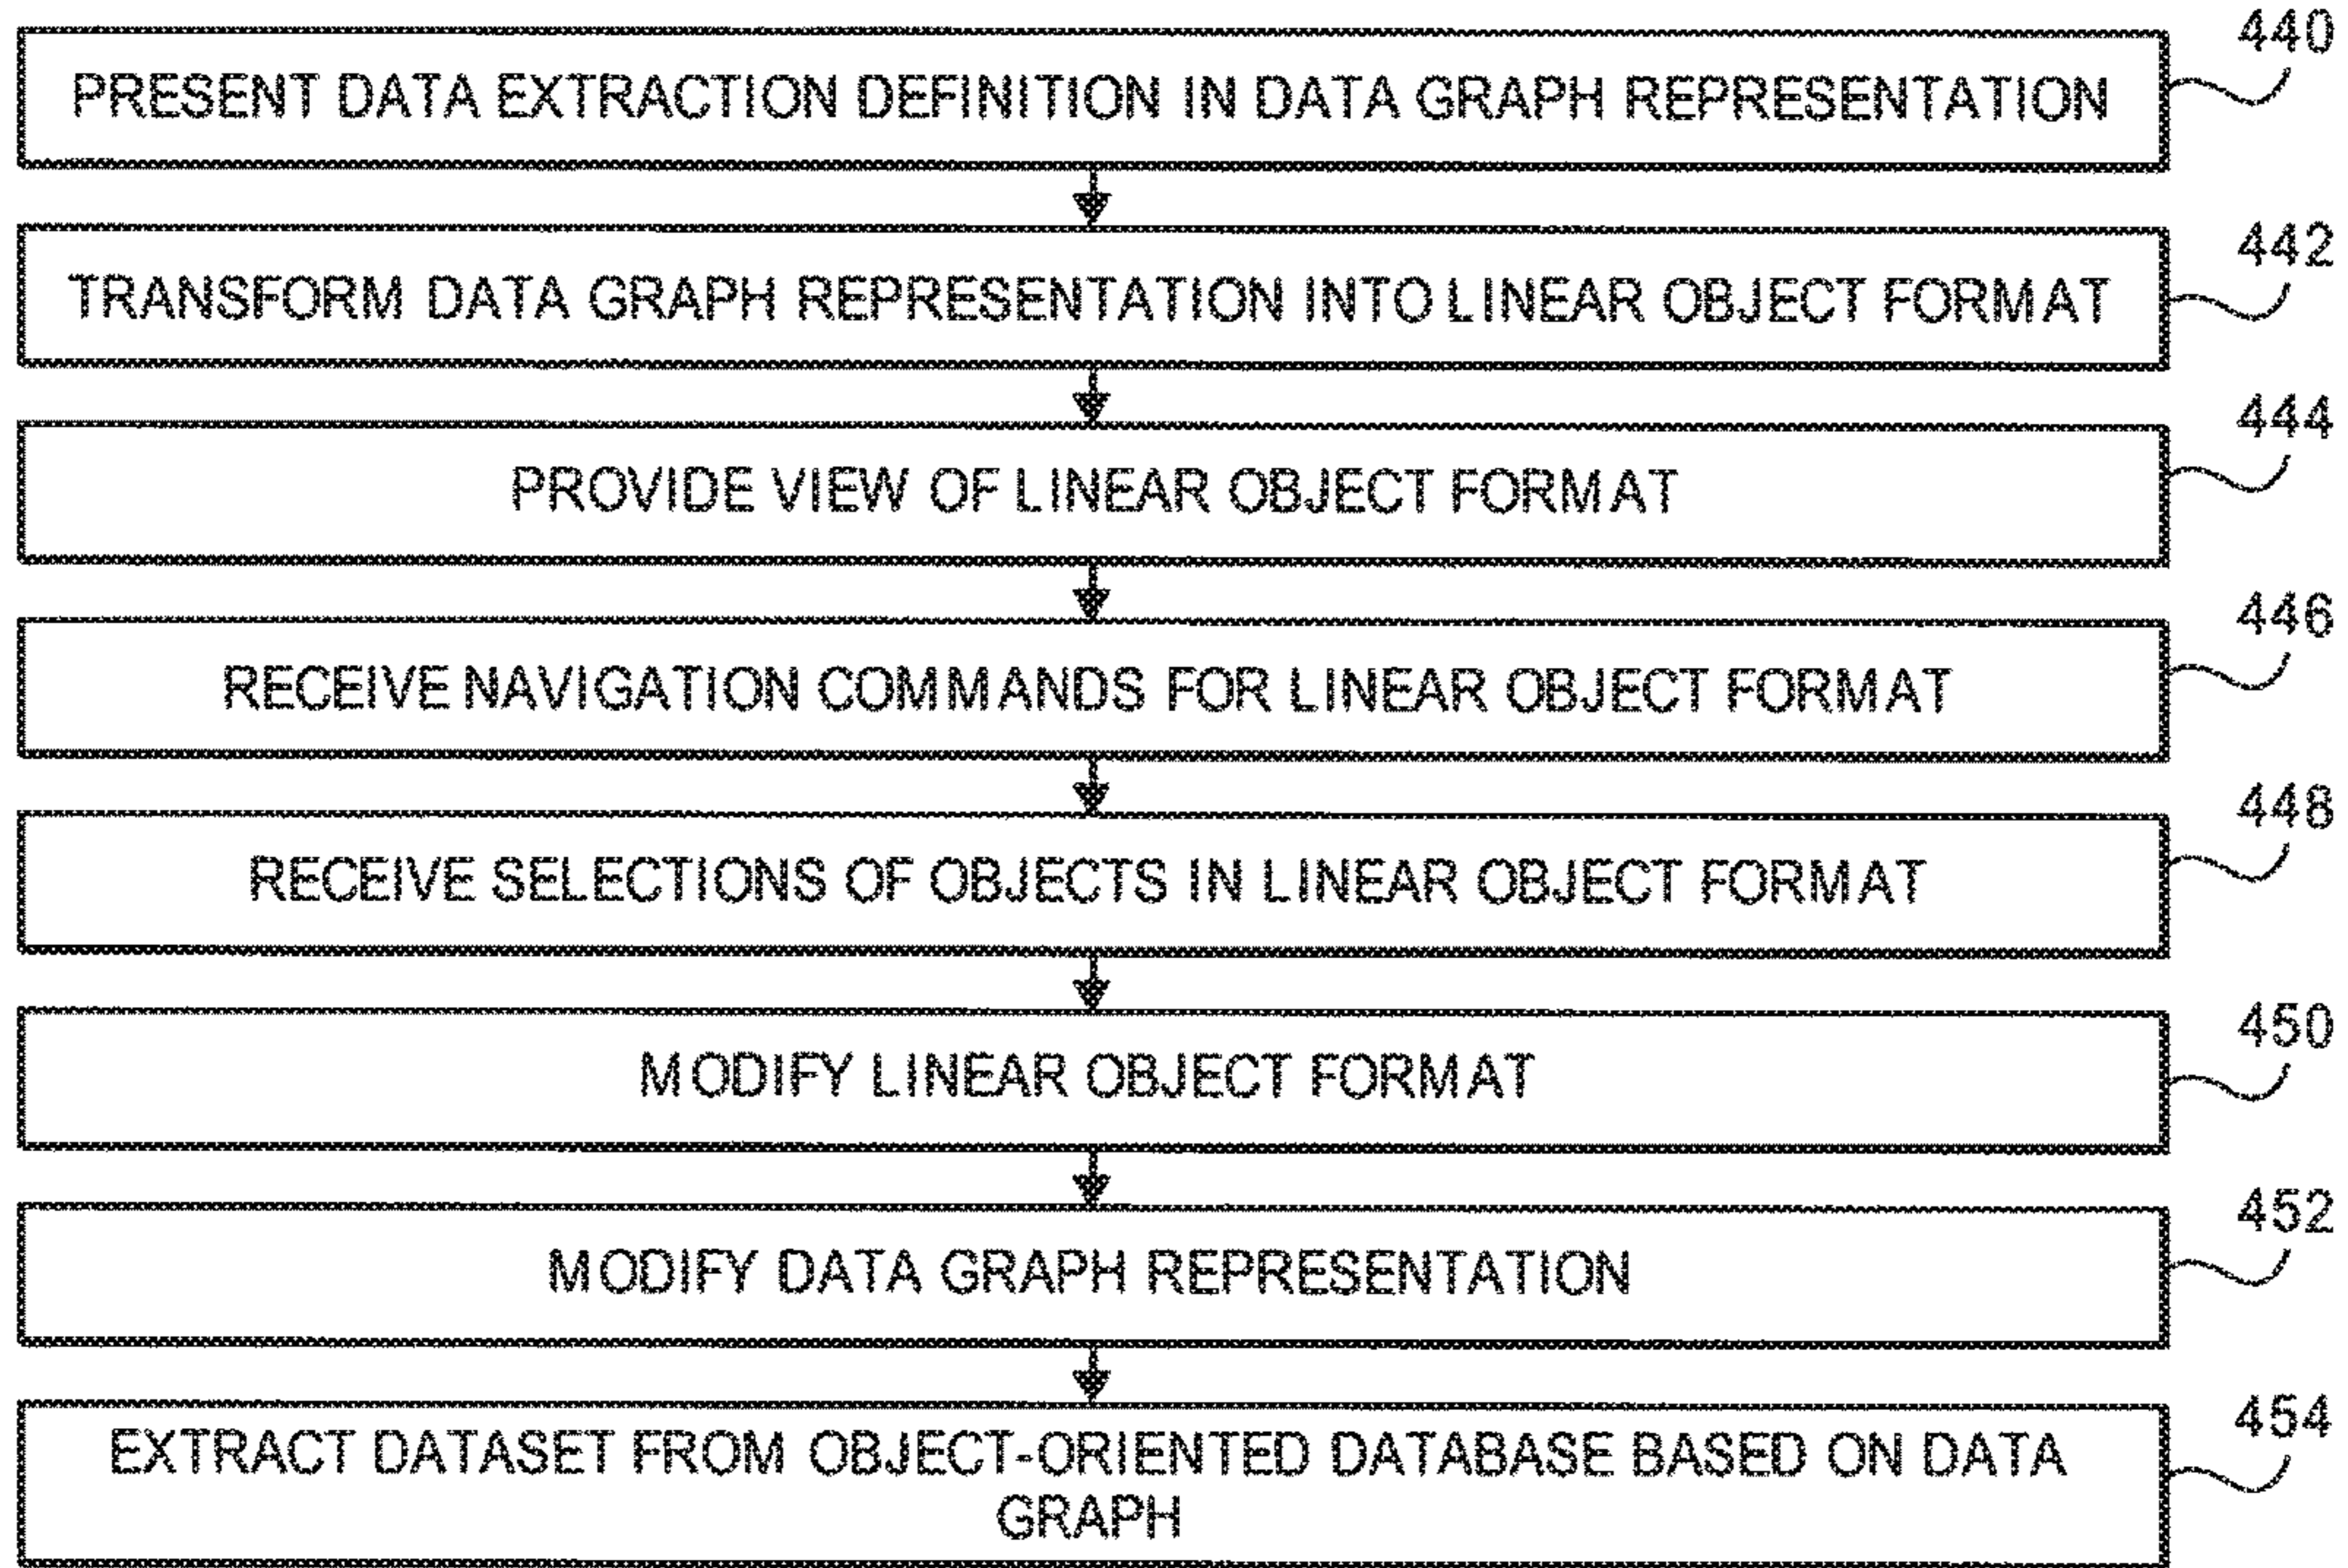 440
PRESENT DATA EXTRACTION DEFINITION IN DATA GRAPH REPRESENTATION
442
TRANSFORM DATA GRAPH REPRESENTATION INTO LINEAR OBJECT FORMAT
444
PROVIDE VIEW OF LINEAR OBJECT FORMAT
446
RECEIVE NAVIGATION COMMANDS FOR LINEAR OBJECT FORMAT
448
RECEIVE SELECTIONS OF OBJECTS IN LINEAR OBJECT FORMAT
450
MODIFY LINEAR OBJECT FORMAT
452
MODIFY DATA GRAPH REPRESENTATION
454
EXTRACT DATASET FROM OBJECT-ORIENTED DATABASE BASED ON DATA
GRAPH